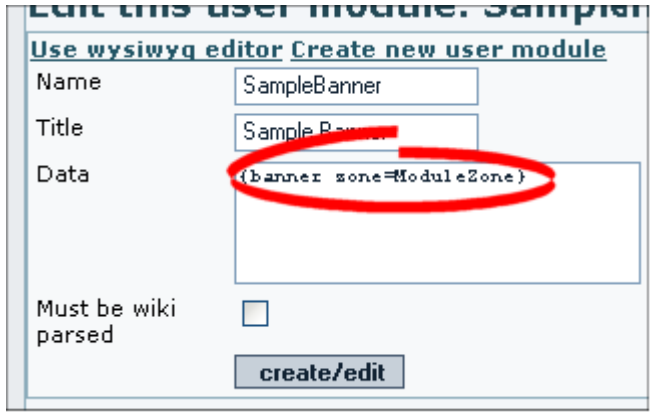 Edit this user module: Sample
Use wysiwyg editor Create new user module
Name
SampleBanner
Title
Sample Banner
Data
{banner zone=ModuleZone}
Must be wiki
parsed
create/edit